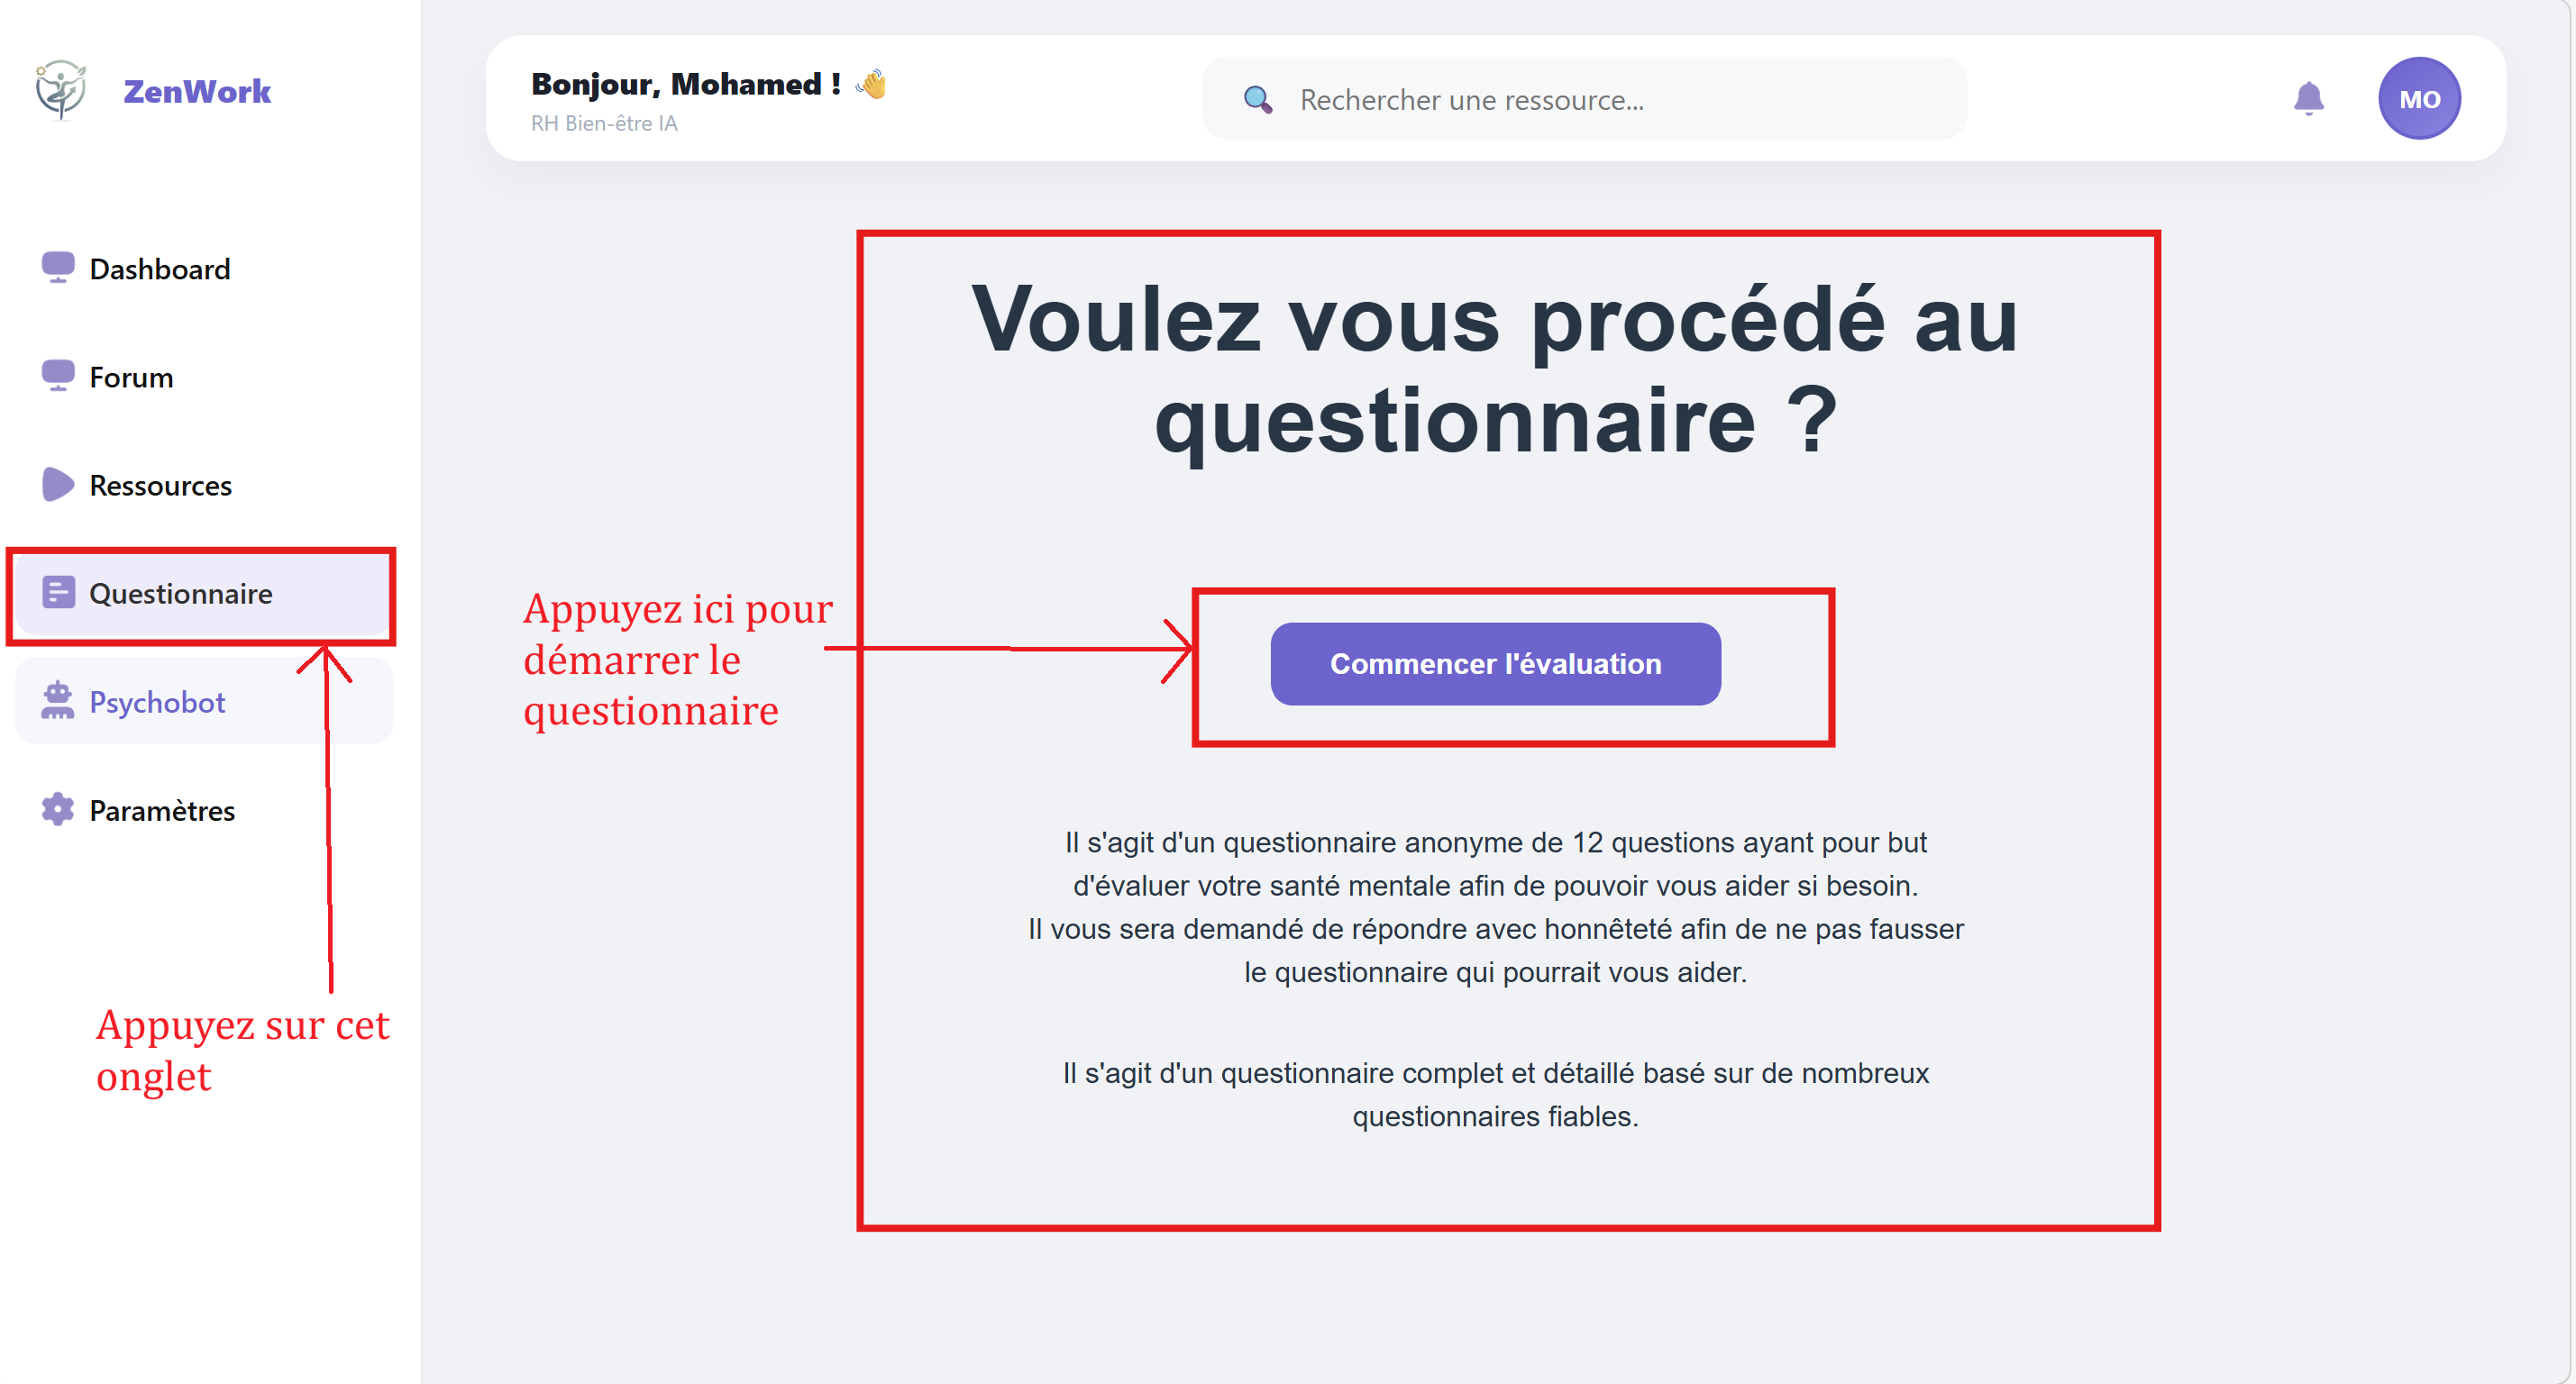 ZenWork
Bonjour, Mohamed !
RH Bien-être IA
Rechercher une ressource...
MO
Dashboard
Forum
Ressources
Questionnaire
Psychobot
Paramètres
Appuyez sur cet
onglet
Voulez vous procédé au
questionnaire ?
Appuyez ici pour
démarrer le
questionnaire
Commencer l'évaluation
Il s'agit d'un questionnaire anonyme de 12 questions ayant pour but
d'évaluer votre santé mentale afin de pouvoir vous aider si besoin.
Il vous sera demandé de répondre avec honnêteté afin de ne pas fausser
le questionnaire qui pourrait vous aider.
Il s'agit d'un questionnaire complet et détaillé basé sur de nombreux
questionnaires fiables.